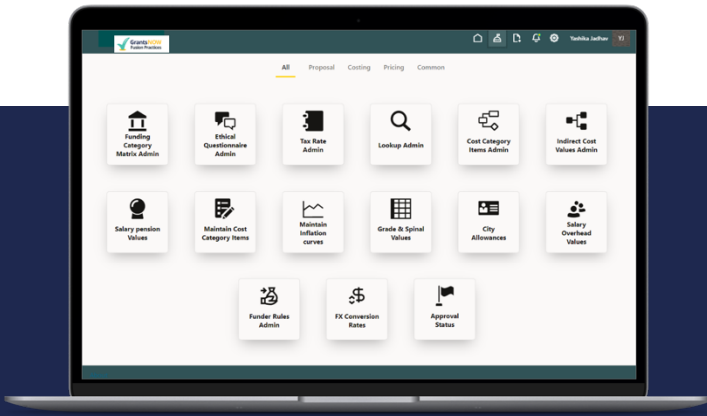 GrantsNOW
Fusion Practices
Yashika Jadhav
YJ
All
Proposal
Costing
Pricing
Common
Funding
Category
Matrix Admin
Ethical
Questionnaire
Admin
Tax Rate
Admin
Lookup Admin
Cost Category
Items Admin
Indirect Cost
Values Admin
Salary pension
Values
Maintain Cost
Category Items
Maintain
Inflation
curves
Grade & Spinal
Values
City
Allowances
Salary
Overhead
Values
Funder Rules
Admin
FX Conversion
Rates
Approval
Status